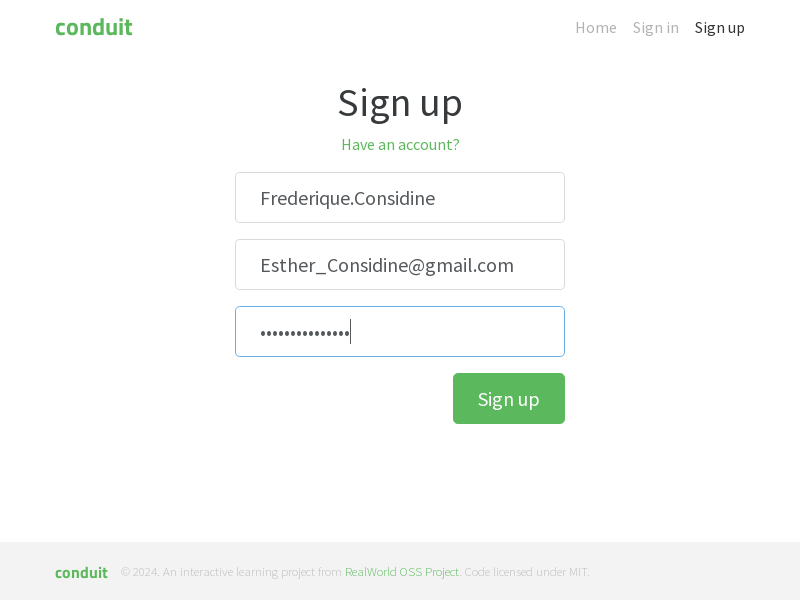 conduit
Home Sign in Sign up
Sign up
Have an account?
Frederique.Considine
Esther_Considine@gmail.com
•••••••••••••••
Sign up
conduit © 2024. An interactive learning project from RealWorld OSS Project. Code licensed under MIT.